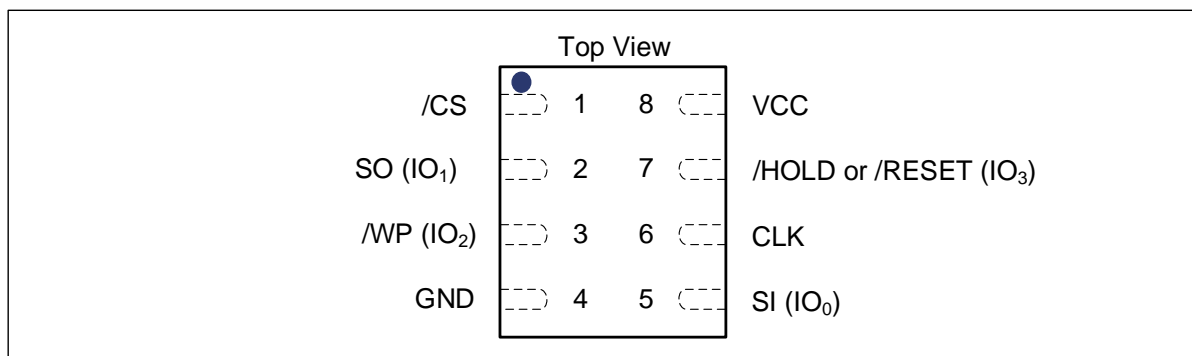 Top View
/CS 1 8 VCC
SO (IO₁) 2 7 /HOLD or /RESET (IO₃)
/WP (IO₂) 3 6 CLK
GND 4 5 SI (IO₀)